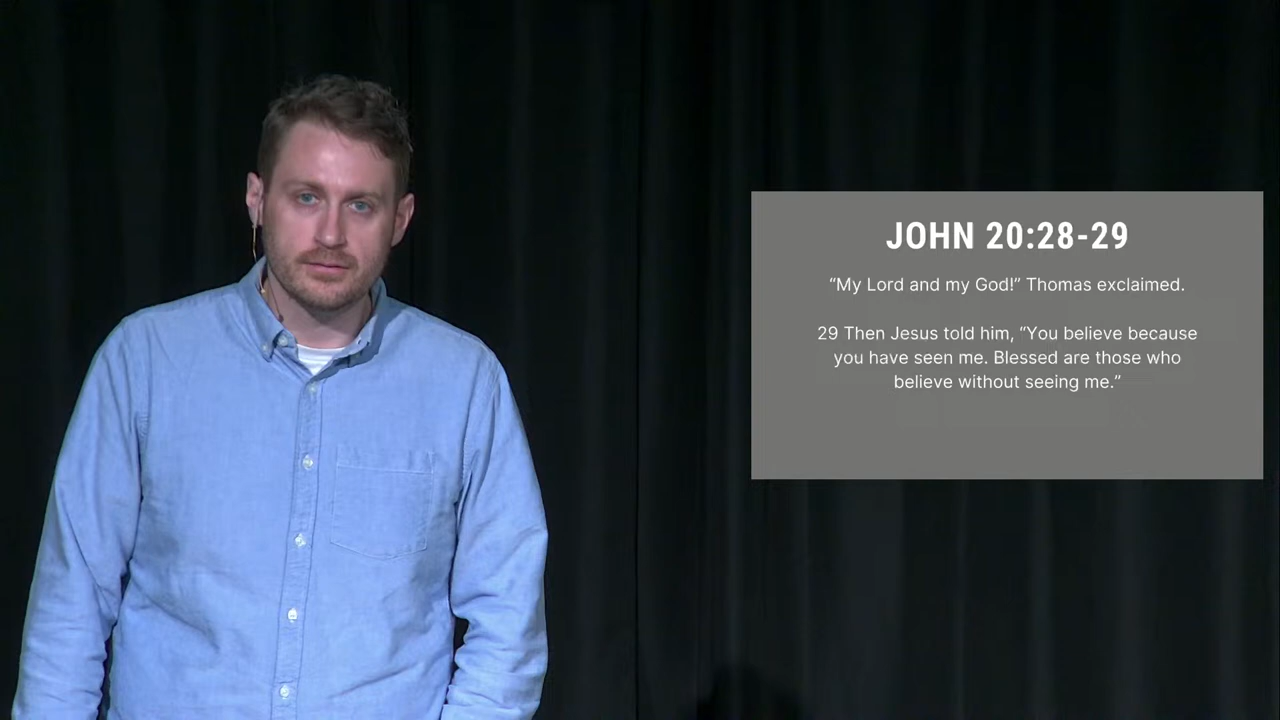 JOHN 20:28-29
“My Lord and my God!” Thomas exclaimed.
29 Then Jesus told him, “You believe because
you have seen me. Blessed are those who
believe without seeing me.”